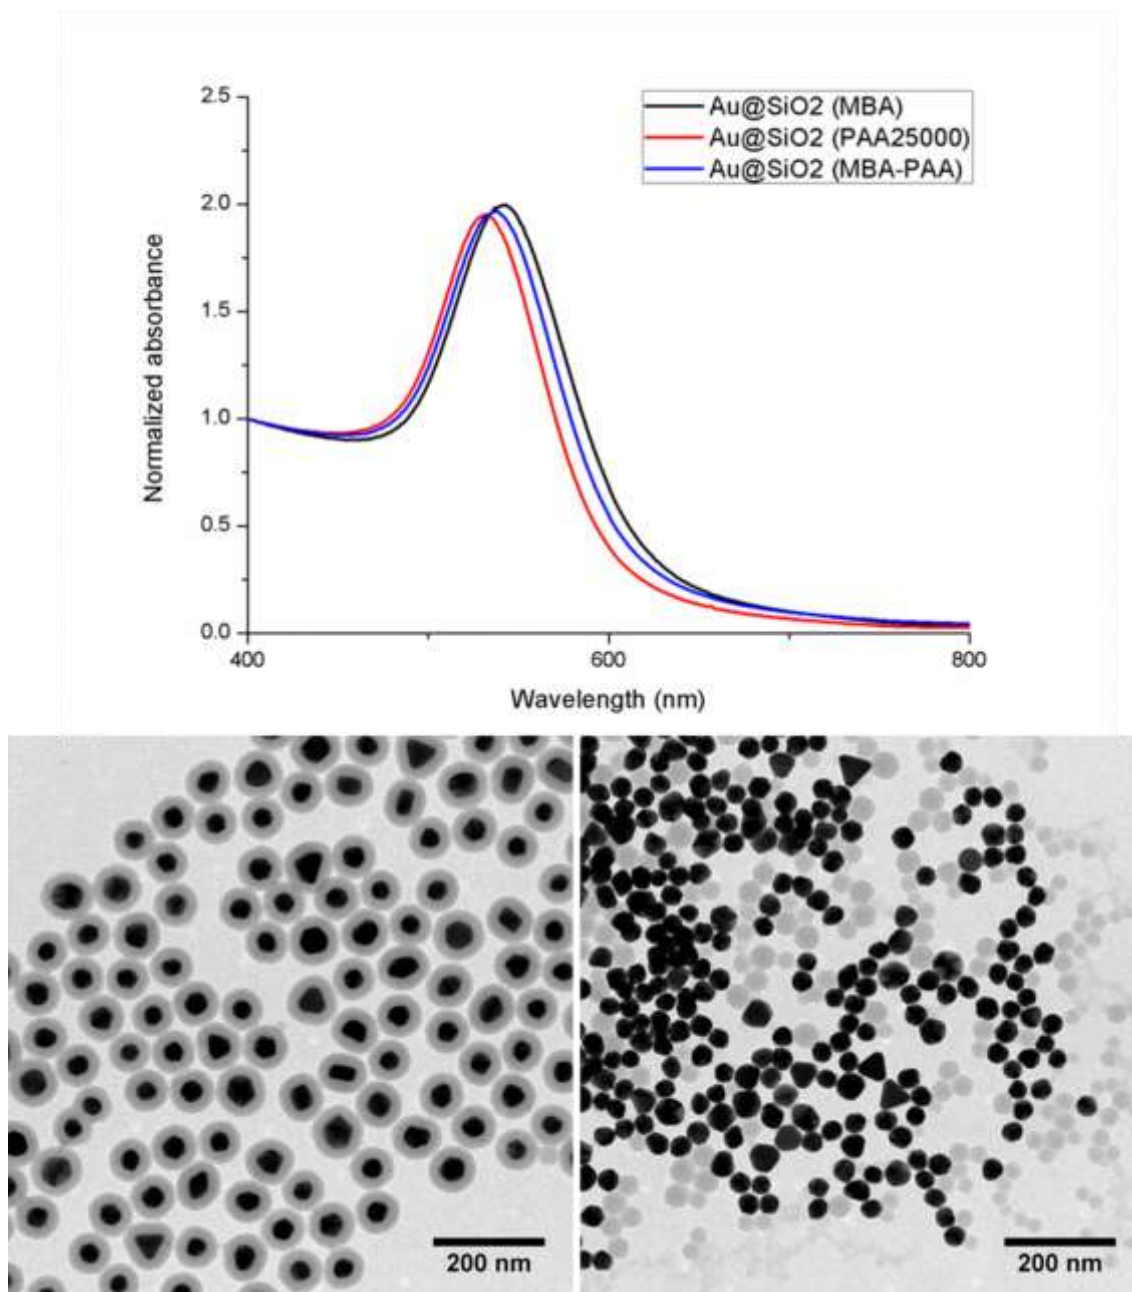 2.5
2.0
1.5
1.0
0.5
0.0
Normalized absorbance
Au@SiO2 (MBA)
Au@SiO2 (PAA25000)
Au@SiO2 (MBA-PAA)
400
600
800
Wavelength (nm)
200 nm
200 nm